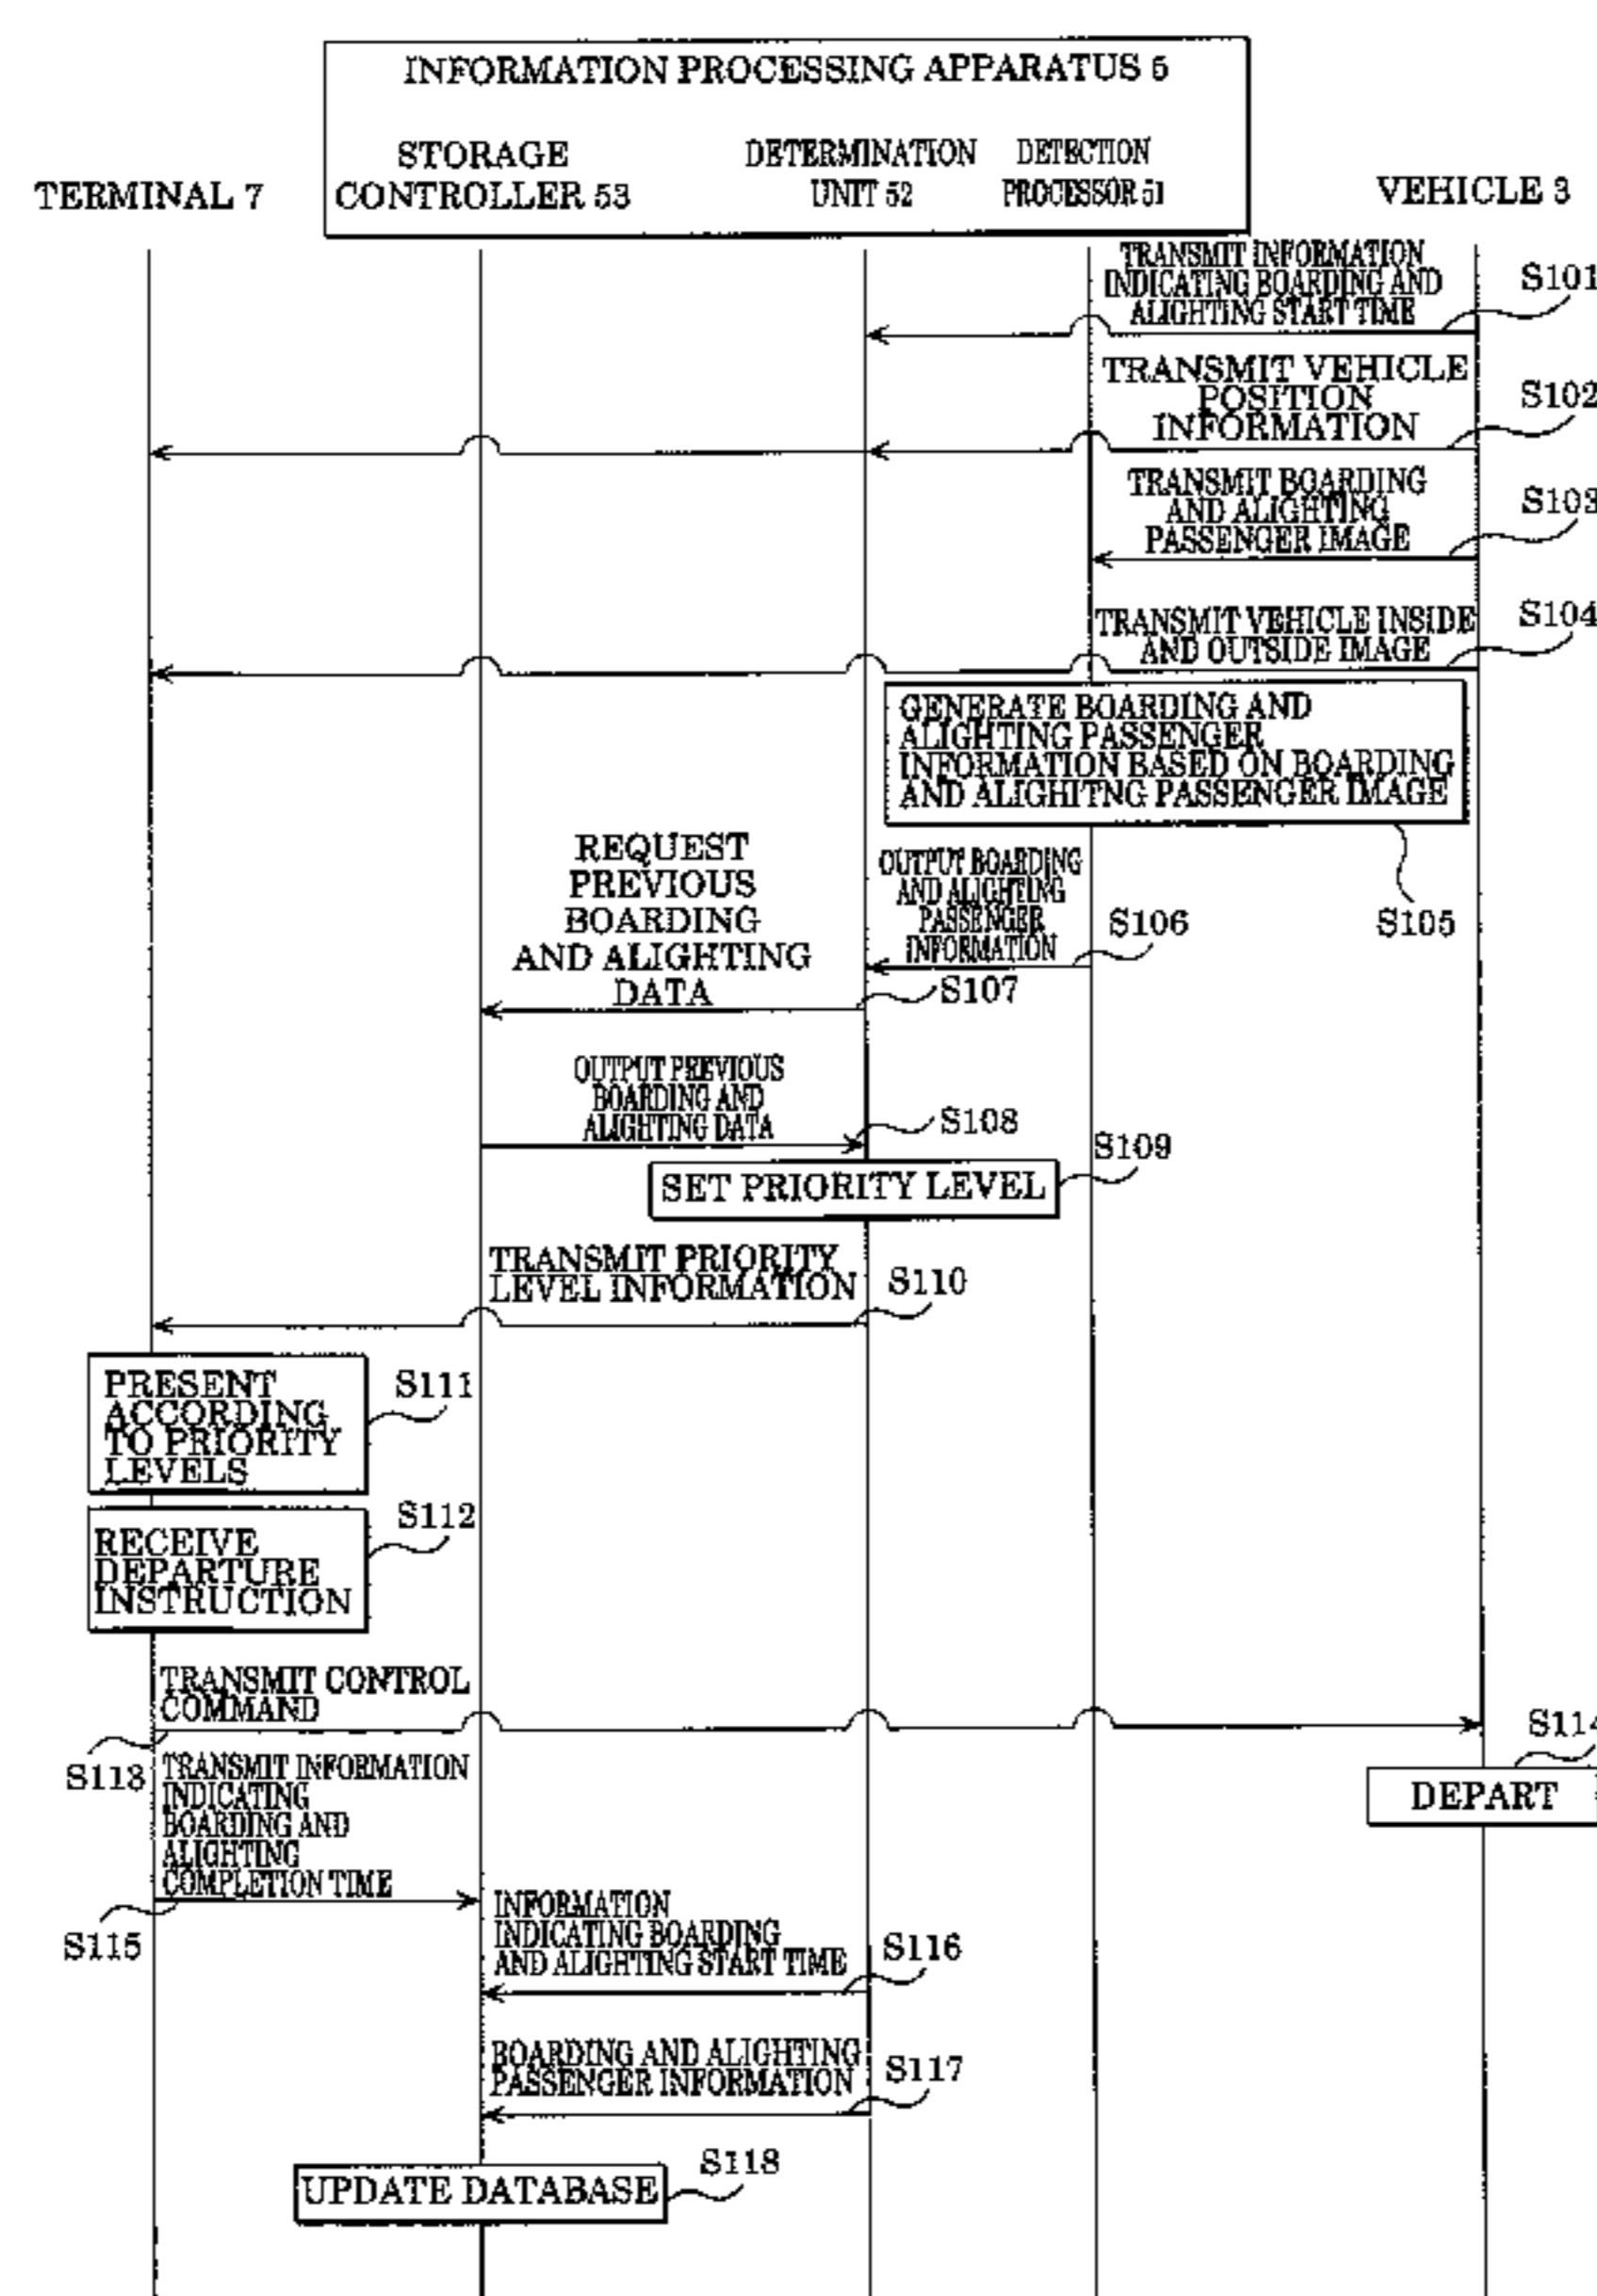 INFORMATION PROCESSING APPARATUS 5
STORAGE
CONTROLLER 53
DETERMINATION
UNIT 52
DETECTION
PROCESSOR 51
TERMINAL 7
VEHICLE 3
TRANSMIT INFORMATION
INDICATING BOARDING AND
ALIGHTING START TIME
S101
TRANSMIT VEHICLE
POSITION
INFORMATION
S102
TRANSMIT BOARDING
AND ALIGHTING
PASSENGER IMAGE
S103
TRANSMIT VEHICLE INSIDE
AND OUTSIDE IMAGE
S104
GENERATE BOARDING AND
ALIGHTING PASSENGER
INFORMATION BASED ON BOARDING
AND ALIGHITNG PASSENGER IMAGE
S105
OUTPUT BOARDING
AND ALIGHTING
PASSENGER
INFORMATION
S106
REQUEST
PREVIOUS
BOARDING
AND ALIGHTING
DATA
S107
OUTPUT PREVIOUS
BOARDING AND
ALIGHTING DATA
S108
SET PRIORITY LEVEL
S109
TRANSMIT PRIORITY
LEVEL INFORMATION
S110
PRESENT
ACCORDING
TO PRIORITY
LEVELS
S111
RECEIVE
DEPARTURE
INSTRUCTION
S112
TRANSMIT CONTROL
COMMAND
S113
DEPART
S114
TRANSMIT INFORMATION
INDICATING
BOARDING AND
ALIGHTING
COMPLETION TIME
S115
INFORMATION
INDICATING BOARDING
AND ALIGHTING START TIME
S116
BOARDING AND ALIGHTING
PASSENGER INFORMATION
S117
UPDATE DATABASE
S118